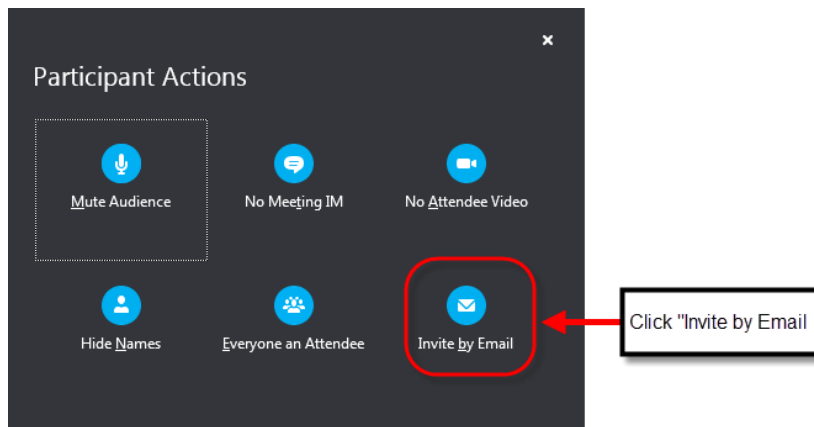 Participant Actions
Mute Audience
No Meeting IM
No Attendee Video
Hide Names
Everyone an Attendee
Invite by Email
Click "Invite by Email